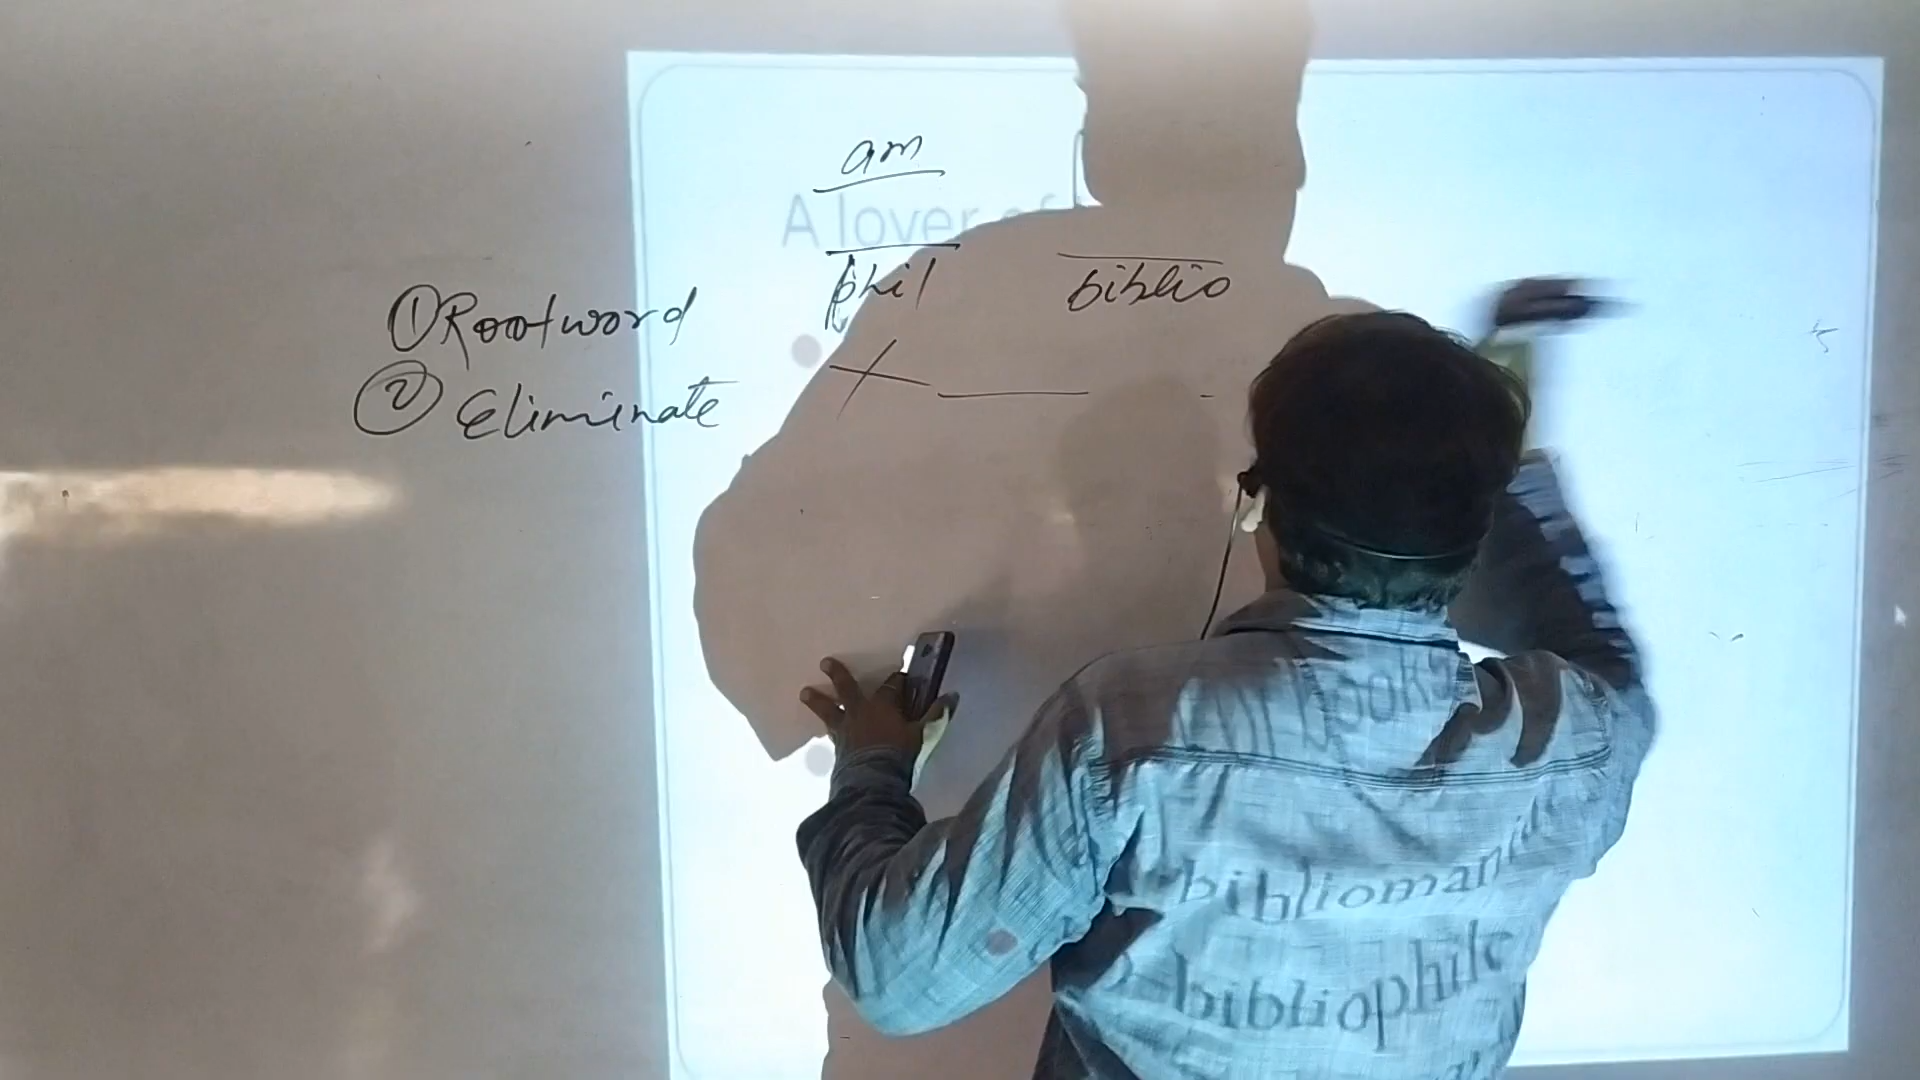 am
A lover of
phil biblio
① Rootword
② Eliminate
books
bibliomania
bibliophile